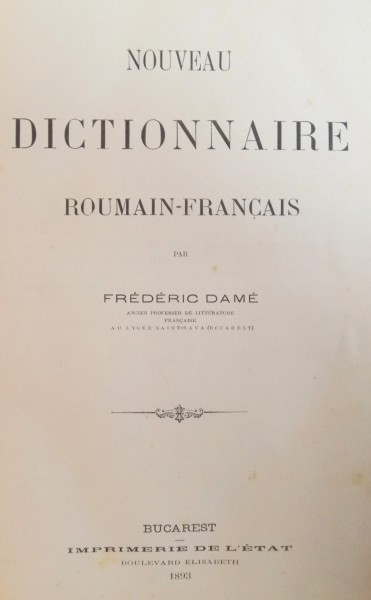 NOUVEAU
DICTIONNAIRE
ROUMAIN-FRANÇAIS
PAR
FRÉDÉRIC DAMÉ
ANCIEN PROFESSEUR DE LITTÉRATURE
FRANÇAISE
AU LYCÉE SAINT-SAVA (BUCAREST)
BUCAREST
IMPRIMERIE DE L'ÉTAT
BOULEVARD ELISABETH
1893